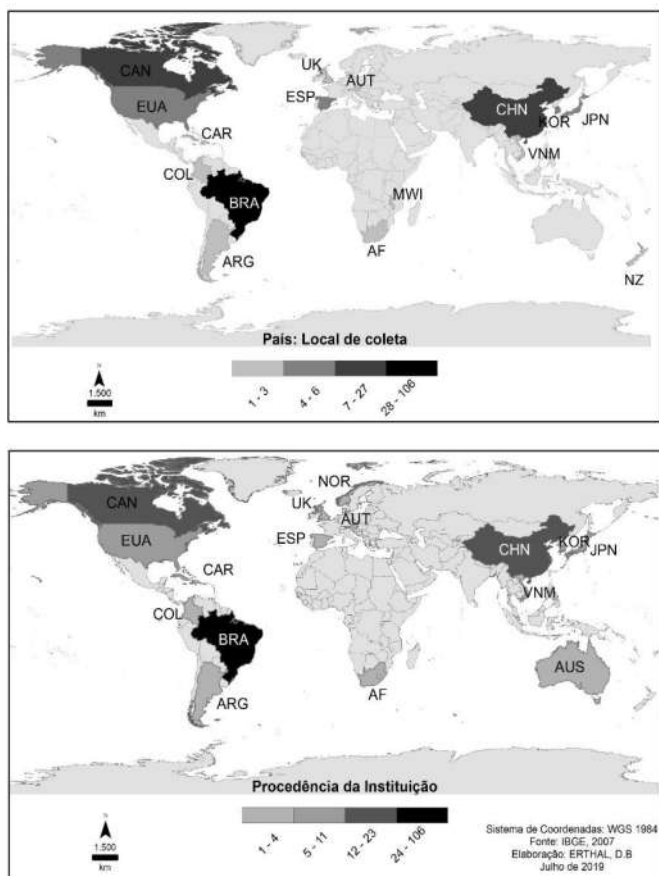 CAN
UK
AUT
EUA
ESP
CHN
KOR
JPN
CAR
VNM
COL
BRA
MWI
ARG
AF
NZ
País: Local de coleta
N
1.500
km
1 - 3
4 - 6
7 - 27
28 - 106
NOR
CAN
UK
AUT
EUA
ESP
CHN
KOR
JPN
CAR
VNM
COL
BRA
AUS
ARG
AF
Procedência da Instituição
N
1.500
km
1 - 4
5 - 11
12 - 23
24 - 106
Sistema de Coordenadas: WGS 1984
Fonte: IBGE, 2007
Elaboração: ERTHAL, D.B
Julho de 2019